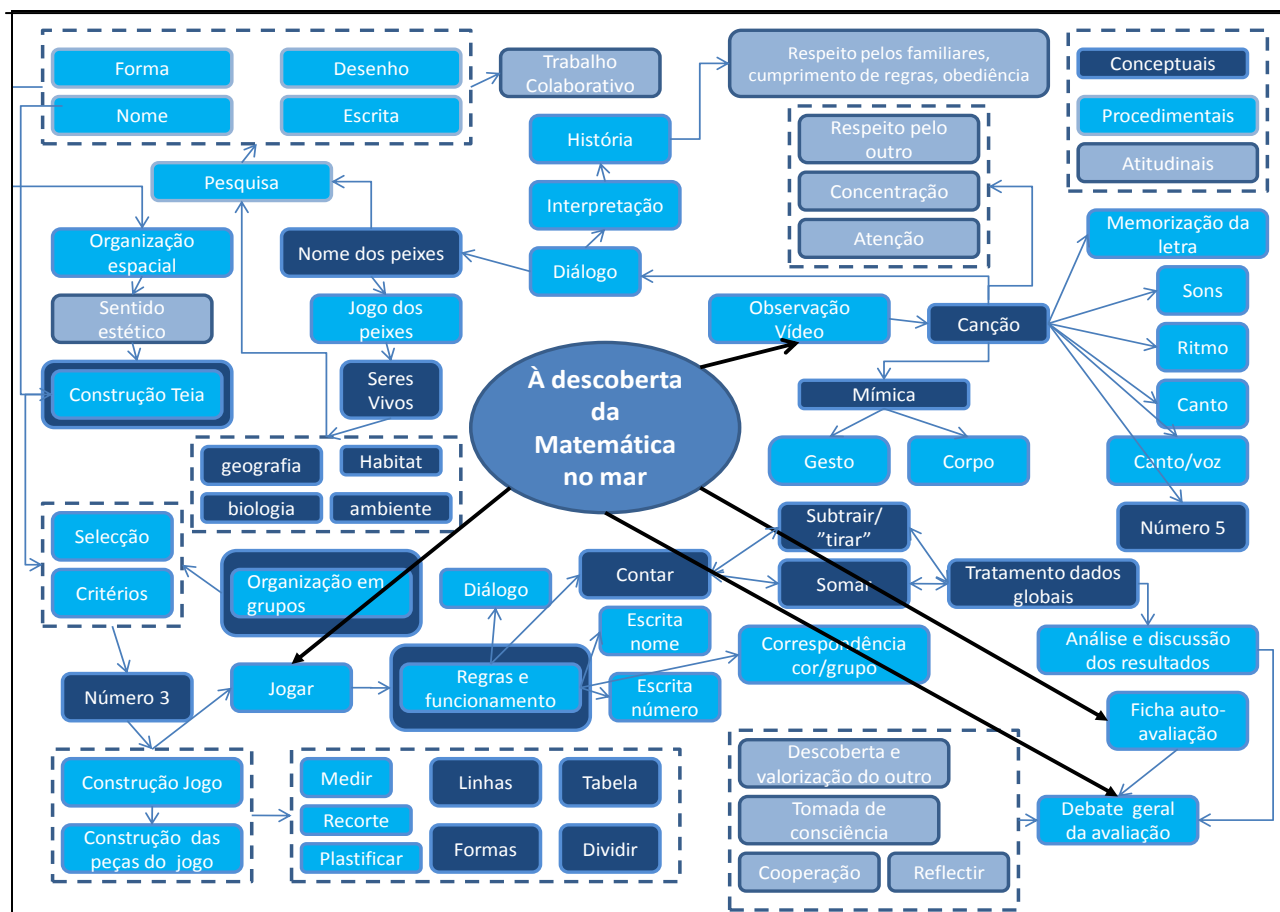 Forma
Desenho
Nome
Escrita
Trabalho
Colaborativo
Respeito pelos familiares,
cumprimento de regras, obediência
Conceptuais
Procedimentais
Atitudinais
História
Respeito pelo
outro
Concentração
Atenção
Pesquisa
Interpretação
Organização
espacial
Nome dos peixes
Diálogo
Memorização da
letra
Sentido
estético
Jogo dos
peixes
Observação
Vídeo
Canção
Sons
Ritmo
Canto
Canto/voz
Número 5
Construção Teia
Seres
Vivos
À descoberta
da
Matemática
no mar
Mímica
Gesto
Corpo
geografia
Habitat
biologia
ambiente
Selecção
Critérios
Organização em
grupos
Diálogo
Contar
Subtrair/
”tirar”
Somar
Tratamento dados
globais
Escrita
nome
Correspondência
cor/grupo
Análise e discussão
dos resultados
Número 3
Jogar
Regras e
funcionamento
Escrita
número
Ficha auto-
avaliação
Construção Jogo
Construção das
peças do jogo
Medir
Recorte
Plastificar
Linhas
Tabela
Formas
Dividir
Descoberta e
valorização do outro
Tomada de
consciência
Cooperação
Reflectir
Debate geral
da avaliação